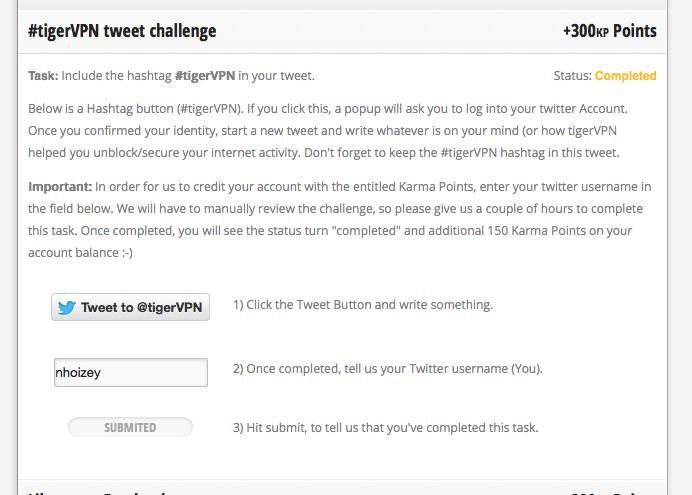 #tigerVPN tweet challenge +300KP Points
Task: Include the hashtag #tigerVPN in your tweet. Status: Completed
Below is a Hashtag button (#tigerVPN). If you click this, a popup will ask you to log into your twitter Account.
Once you confirmed your identity, start a new tweet and write whatever is on your mind (or how tigerVPN
helped you unblock/secure your internet activity. Don't forget to keep the #tigerVPN hashtag in this tweet.
Important: In order for us to credit your account with the entitled Karma Points, enter your twitter username in
the field below. We will have to manually review the challenge, so please give us a couple of hours to complete
this task. Once completed, you will see the status turn "completed" and additional 150 Karma Points on your
account balance :-)
Tweet to @tigerVPN 1) Click the Tweet Button and write something.
nhoizey 2) Once completed, tell us your Twitter username (You).
SUBMITED 3) Hit submit, to tell us that you've completed this task.